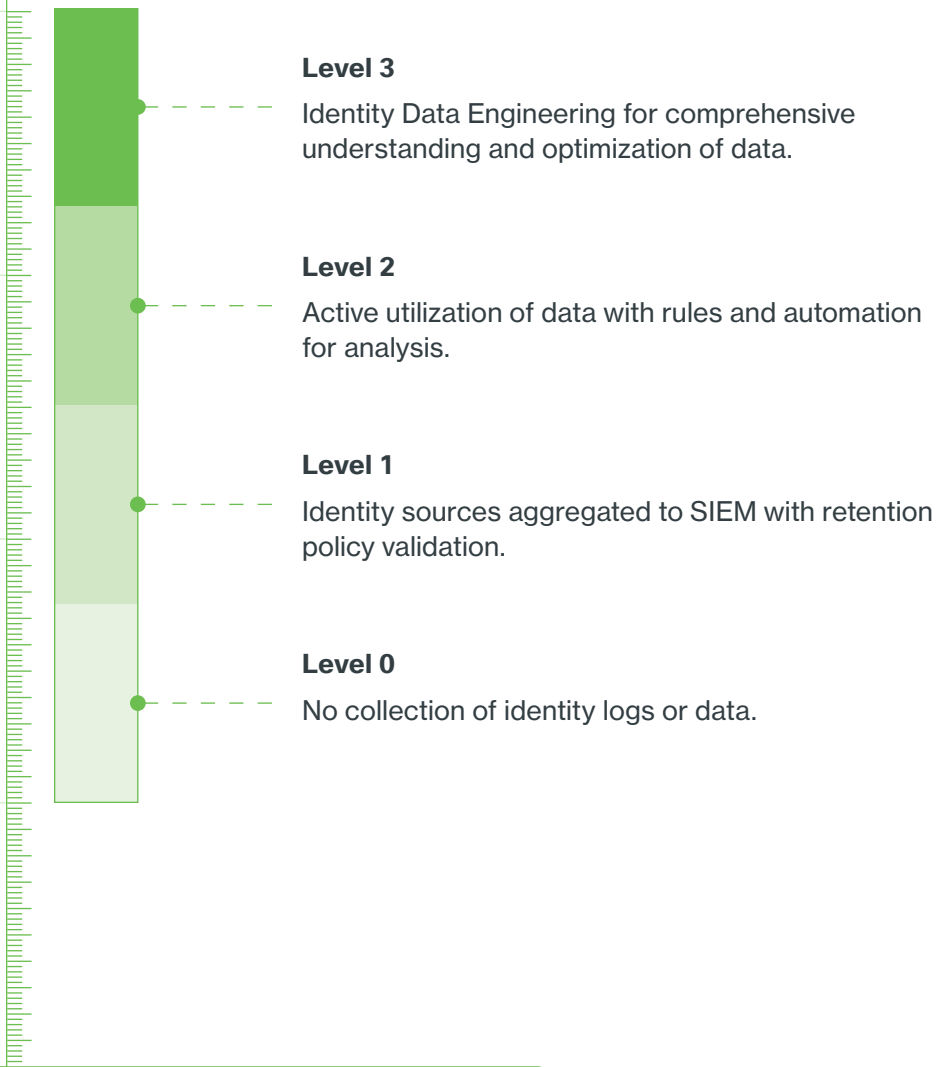 Level 3
Identity Data Engineering for comprehensive
understanding and optimization of data.
Level 2
Active utilization of data with rules and automation
for analysis.
Level 1
Identity sources aggregated to SIEM with retention
policy validation.
Level 0
No collection of identity logs or data.